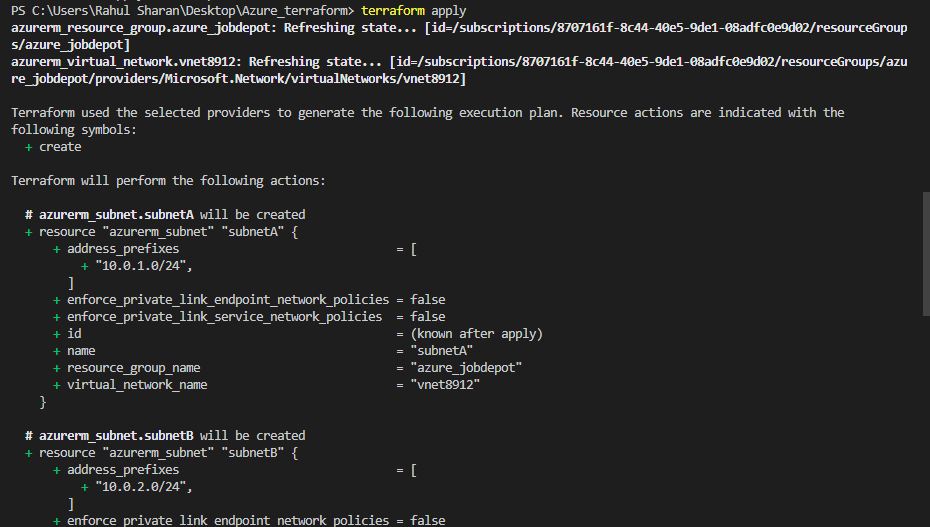 PS C:\Users\Rahul Sharan\Desktop\Azure_terraform> terraform apply
azurerm_resource_group.azure_jobdepot: Refreshing state... [id=/subscriptions/8707161f-8c44-40e5-9de1-08adfc0e9d02/resourceGroup
s/azure_jobdepot]
azurerm_virtual_network.vnet8912: Refreshing state... [id=/subscriptions/8707161f-8c44-40e5-9de1-08adfc0e9d02/resourceGroups/azu
re_jobdepot/providers/Microsoft.Network/virtualNetworks/vnet8912]
Terraform used the selected providers to generate the following execution plan. Resource actions are indicated with the
following symbols:
+ create
Terraform will perform the following actions:
# azurerm_subnet.subnetA will be created
+ resource "azurerm_subnet" "subnetA" {
+ address_prefixes = [
+ "10.0.1.0/24",
]
+ enforce_private_link_endpoint_network_policies = false
+ enforce_private_link_service_network_policies = false
+ id = (known after apply)
+ name = "subnetA"
+ resource_group_name = "azure_jobdepot"
+ virtual_network_name = "vnet8912"
}
# azurerm_subnet.subnetB will be created
+ resource "azurerm_subnet" "subnetB" {
+ address_prefixes = [
+ "10.0.2.0/24",
]
+ enforce_private_link_endpoint_network_policies = false